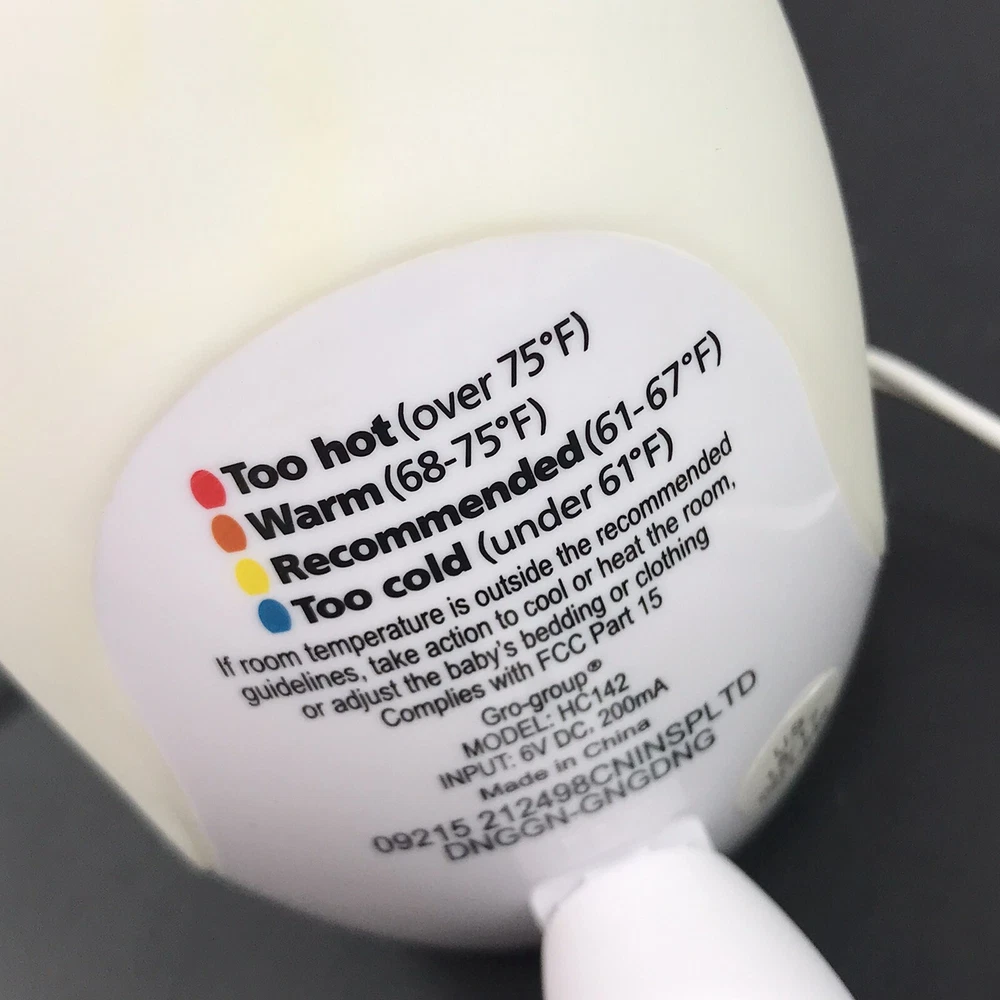 Too hot (over 75°F)
Warm (68-75°F)
Recommended (61-67°F)
Too cold (under 61°F)
If room temperature is outside the recommended
guidelines, take action to cool or heat the room,
or adjust the baby's bedding or clothing
Complies with FCC Part 15
Gro-group®
MODEL: HC142
INPUT: 6V DC, 200mA
Made in China
09215 212498CNINSPLTD
DNGGN-GNGDNG